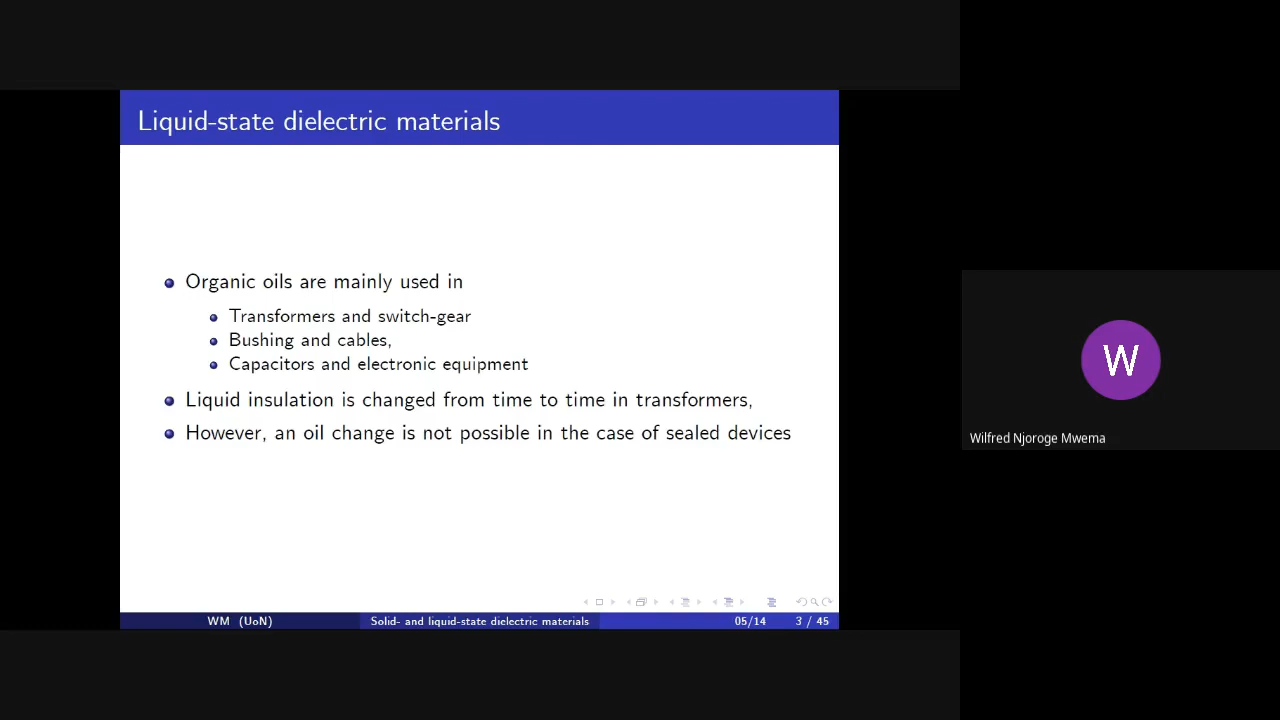 Liquid-state dielectric materials
Organic oils are mainly used in
Transformers and switch-gear
Bushing and cables,
Capacitors and electronic equipment
Liquid insulation is changed from time to time in transformers,
However, an oil change is not possible in the case of sealed devices
WM (UoN) Solid- and liquid-state dielectric materials 05/14 3 / 45
W
Wilfred Njoroge Mwema